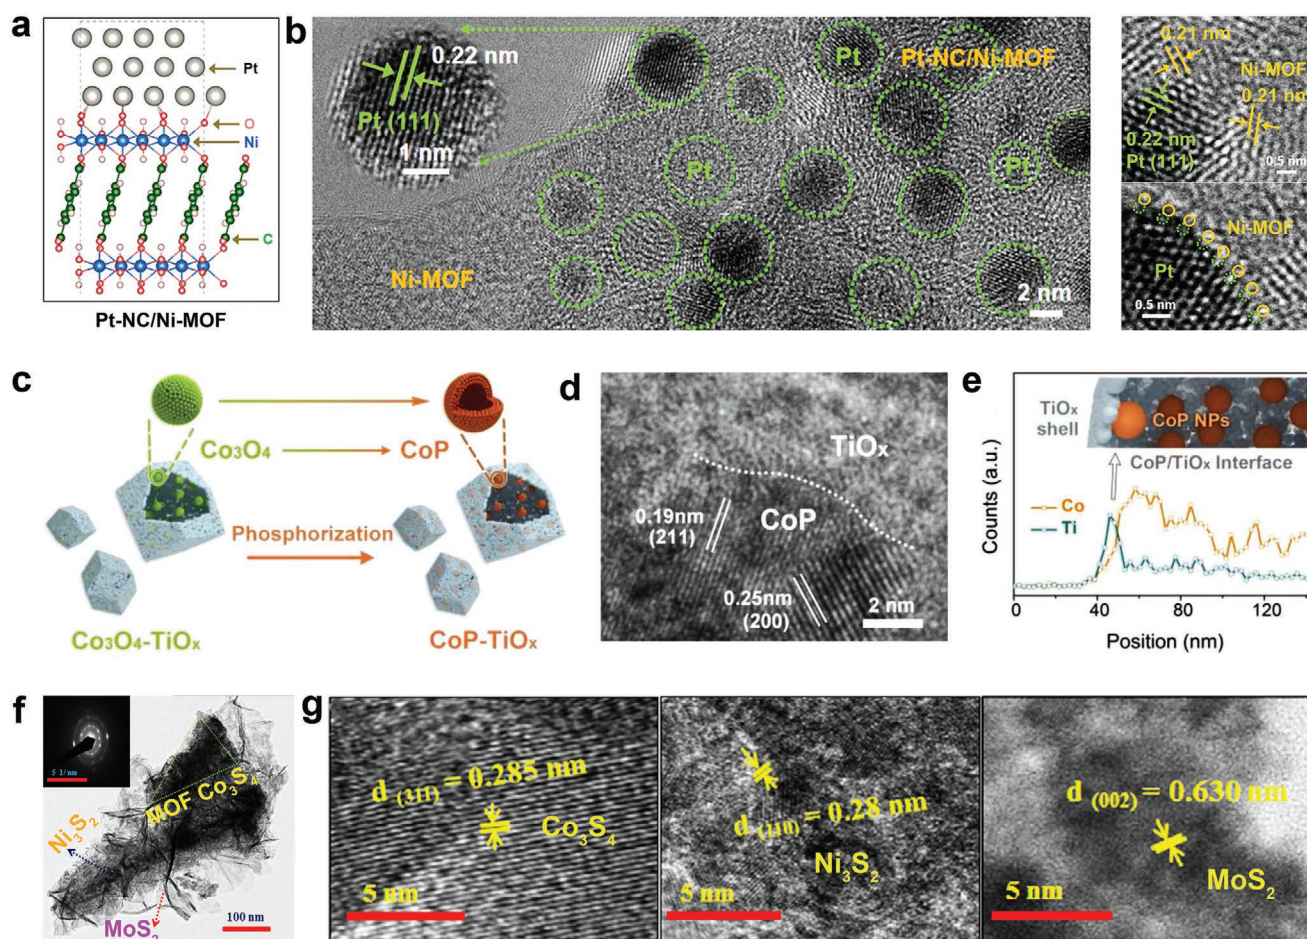 a
Pt
O
Ni
C
Pt-NC/Ni-MOF
b
0.22 nm
Pt (111)
1 nm
Pt
Pt-NC/Ni-MOF
Pt
Pt
Ni-MOF
2 nm
0.21 nm
Ni-MOF
0.21 nm
0.22 nm
Pt (111)
0.5 nm
Ni-MOF
Pt
0.5 nm
c
Co₃O₄
CoP
Phosphorization
Co₃O₄-TiOₓ
CoP-TiOₓ
d
TiOₓ
0.19nm
(211)
CoP
0.25nm
(200)
2 nm
e
TiOₓ
shell
CoP NPs
CoP/TiOₓ Interface
Co
Ti
Counts (a.u.)
0 40 80 120
Position (nm)
f
5 1/ nm
MOF Co₃S₄
Ni₃S₂
MoS₂
100 nm
g
d (311) = 0.285 nm
Co₃S₄
5 nm
d (110) = 0.28 nm
Ni₃S₂
5 nm
d (002) = 0.630 nm
MoS₂
5 nm